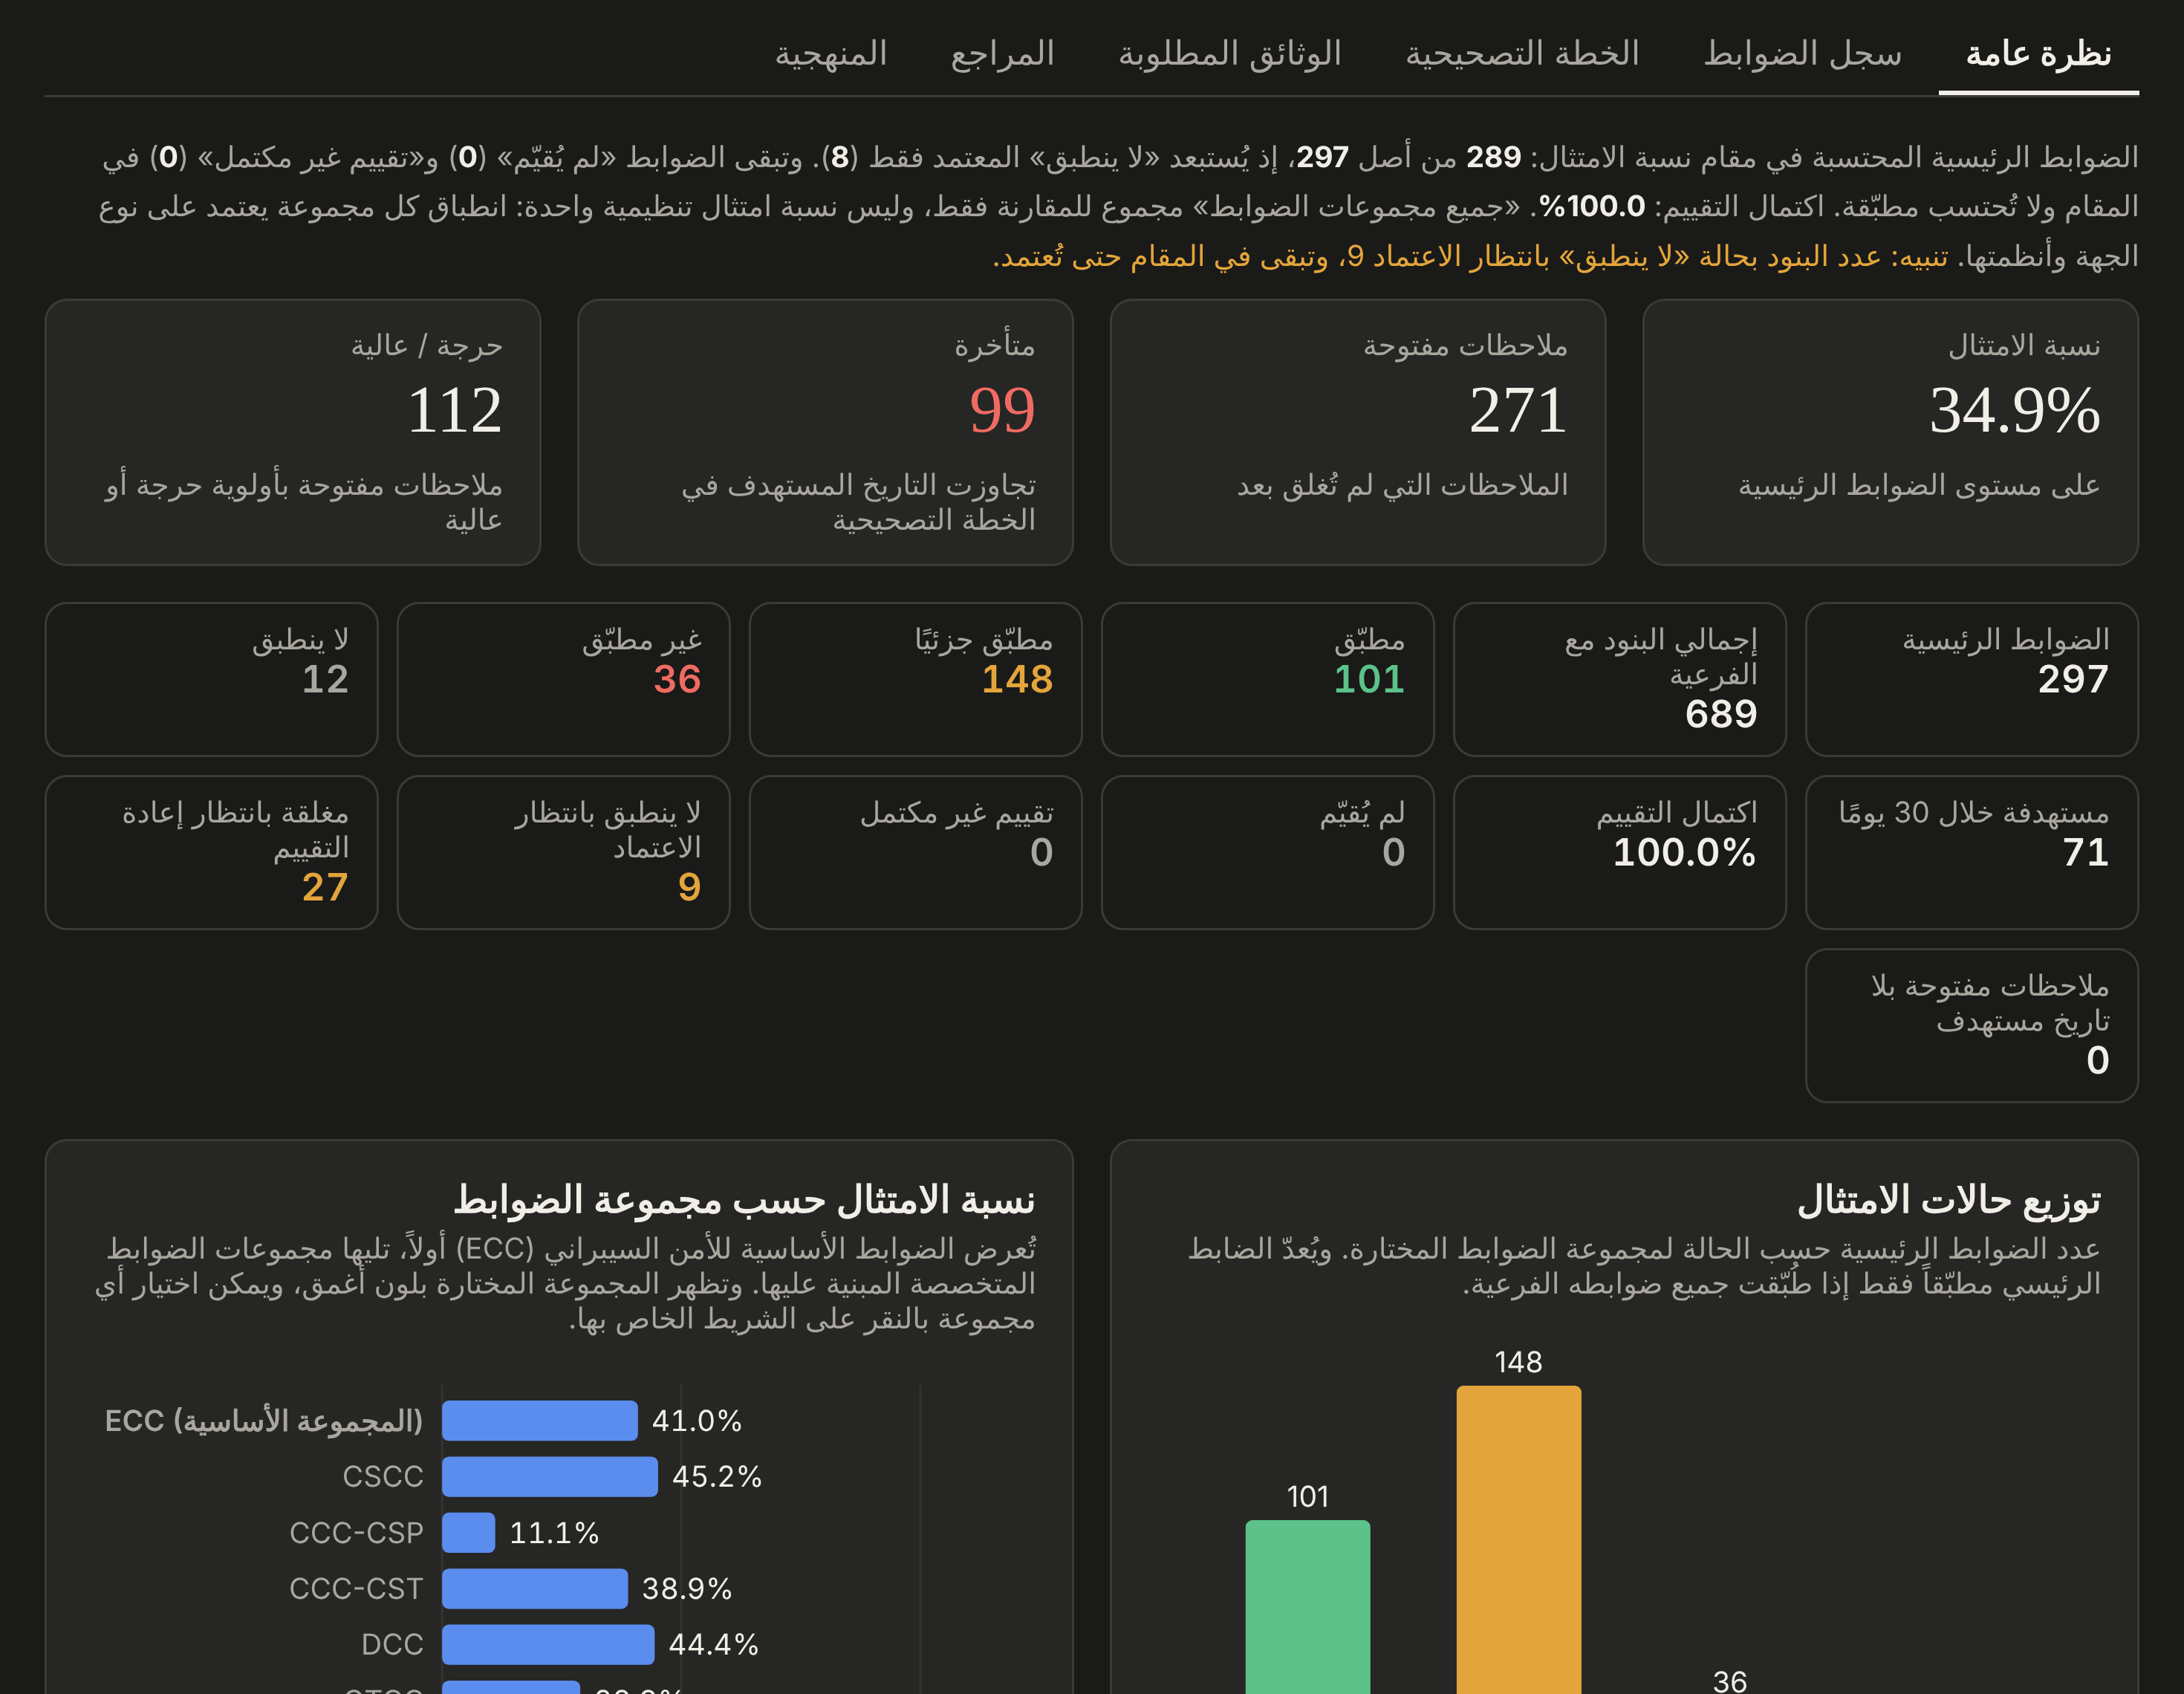 نظرة عامة
سجل الضوابط
الخطة التصحيحية
الوثائق المطلوبة
المراجع
المنهجية
الضوابط الرئيسية المحتسبة في مقام نسبة الامتثال: 289 من أصل 297، إذ يُستبعد «لا ينطبق» المعتمد فقط (8). وتبقى الضوابط «لم يُقيّم» (0) و«تقييم غير مكتمل» (0) في
المقام ولا تُحتسب مطبّقة. اكتمال التقييم: 100.0%. «جميع مجموعات الضوابط» مجموع للمقارنة فقط، وليس نسبة امتثال تنظيمية واحدة: انطباق كل مجموعة يعتمد على نوع
الجهة وأنظمتها. تنبيه: عدد البنود بحالة «لا ينطبق» بانتظار الاعتماد 9، وتبقى في المقام حتى تُعتمد.
نسبة الامتثال
34.9%
على مستوى الضوابط الرئيسية
ملاحظات مفتوحة
271
الملاحظات التي لم تُغلق بعد
متأخرة
99
تجاوزت التاريخ المستهدف في
الخطة التصحيحية
حرجة / عالية
112
ملاحظات مفتوحة بأولوية حرجة أو
عالية
الضوابط الرئيسية
297
إجمالي البنود مع
الفرعية
689
مطبّق
101
مطبّق جزئيًا
148
غير مطبّق
36
لا ينطبق
12
مستهدفة خلال 30 يومًا
71
اكتمال التقييم
100.0%
لم يُقيّم
0
تقييم غير مكتمل
0
لا ينطبق بانتظار
الاعتماد
9
مغلقة بانتظار إعادة
التقييم
27
ملاحظات مفتوحة بلا
تاريخ مستهدف
0
توزيع حالات الامتثال
عدد الضوابط الرئيسية حسب الحالة لمجموعة الضوابط المختارة. ويُعدّ الضابط
الرئيسي مطبّقاً فقط إذا طُبّقت جميع ضوابطه الفرعية.
148
101
36
نسبة الامتثال حسب مجموعة الضوابط
تُعرض الضوابط الأساسية للأمن السيبراني (ECC) أولاً، تليها مجموعات الضوابط
المتخصصة المبنية عليها. وتظهر المجموعة المختارة بلون أغمق، ويمكن اختيار أي
مجموعة بالنقر على الشريط الخاص بها.
ECC (المجموعة الأساسية) 41.0%
CSCC 45.2%
CCC-CSP 11.1%
CCC-CST 38.9%
DCC 44.4%